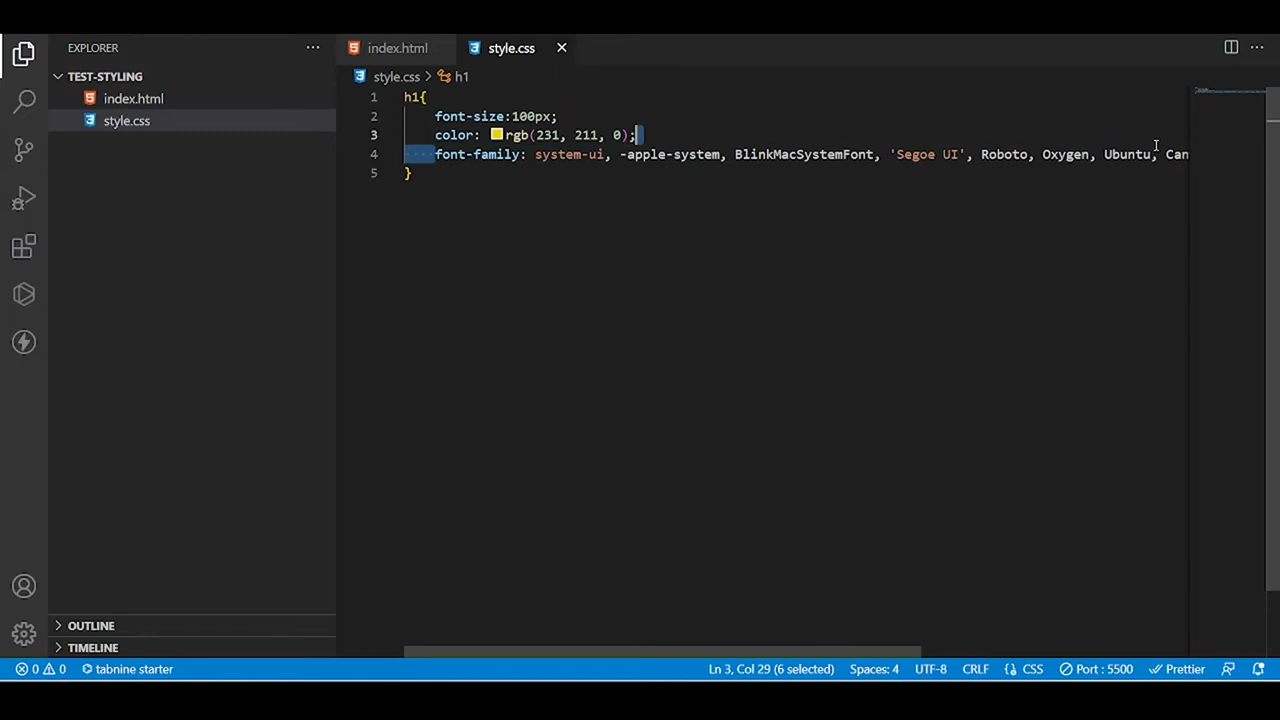 EXPLORER
TEST-STYLING
index.html
style.css
index.html
style.css
style.css > h1
1 h1{
2 font-size:100px;
3 color: rgb(231, 211, 0);
4 font-family: system-ui, -apple-system, BlinkMacSystemFont, 'Segoe UI', Roboto, Oxygen, Ubuntu, Can
5 }
OUTLINE
TIMELINE
0 0 tabnine starter Ln 3, Col 29 (6 selected) Spaces: 4 UTF-8 CRLF CSS Port : 5500 Prettier